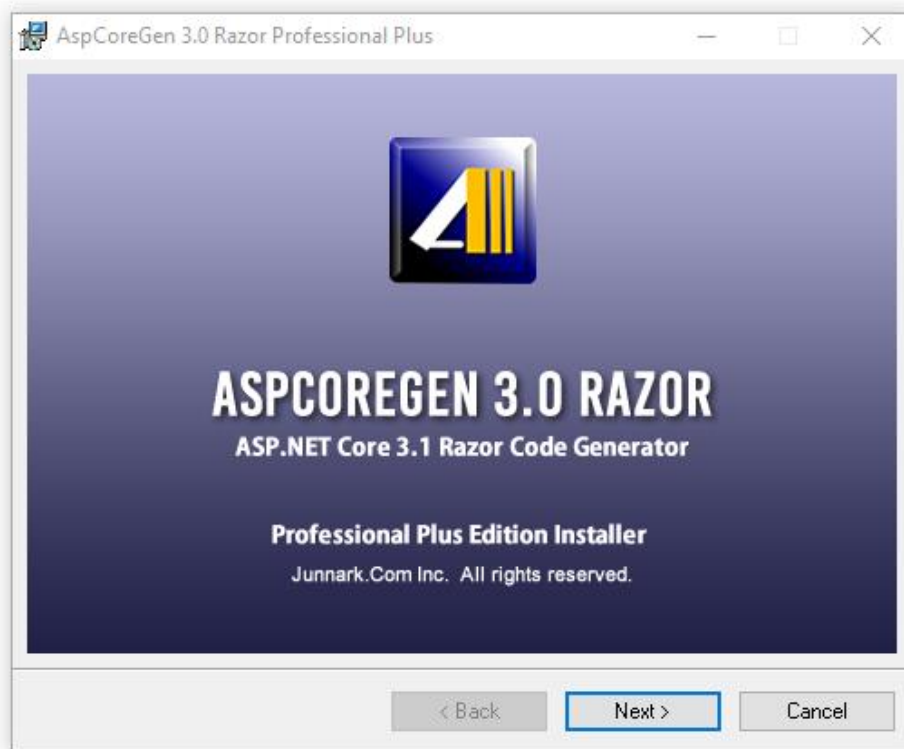 AspCoreGen 3.0 Razor Professional Plus
ASPCOREGEN 3.0 RAZOR
ASP.NET Core 3.1 Razor Code Generator
Professional Plus Edition Installer
Junnark.Com Inc. All rights reserved.
< Back Next > Cancel